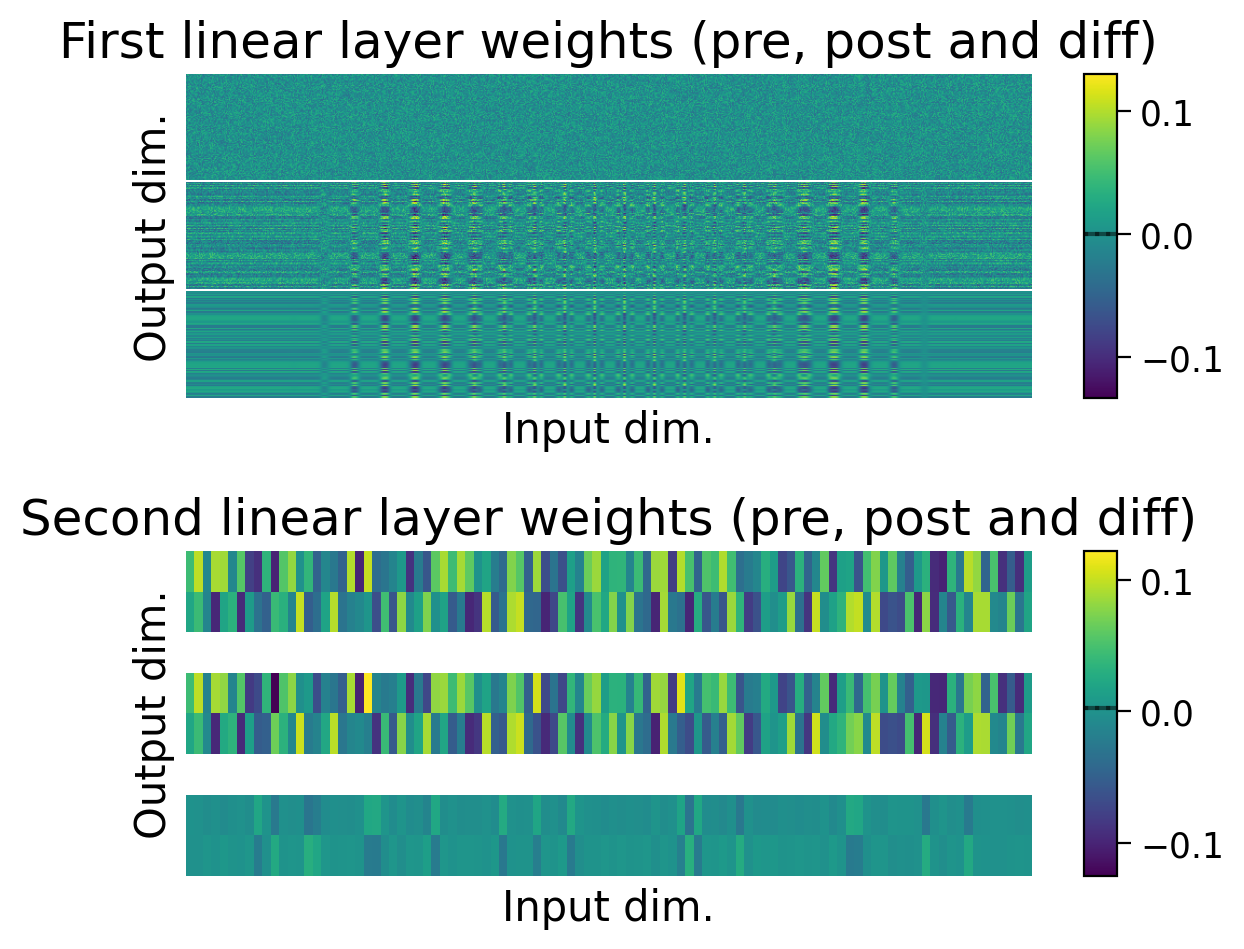 First linear layer weights (pre, post and diff)
Output dim.
0.1
0.0
−0.1
Input dim.
Second linear layer weights (pre, post and diff)
Output dim.
0.1
0.0
−0.1
Input dim.